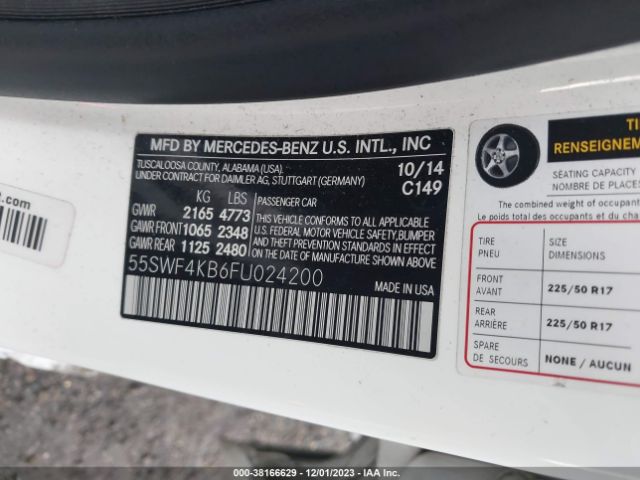 MFD BY MERCEDES-BENZ U.S. INTL., INC
TUSCALOOSA COUNTY, ALABAMA (USA).
UNDER CONTRACT FOR DAIMLER AG, STUTTGART (GERMANY)
10/14
C149
KG LBS
GVWR 2165 4773
GAWR FRONT 1065 2348
GAWR REAR 1125 2480
PASSENGER CAR
THIS VEHICLE CONFORMS TO ALL APPLICABLE
U.S. FEDERAL MOTOR VEHICLE SAFETY, BUMPER
AND THEFT PREVENTION STANDARDS IN EFFECT
ON THE DATE OF MANUFACTURE SHOWN ABOVE.
55SWF4KB6FU024200
MADE IN USA
RENSEIGNEME
SEATING CAPACITY
NOMBRE DE PLACES
The combined weight of occupant
Le poids total des occupants et du
TIRE
PNEU
SIZE
DIMENSIONS
FRONT
AVANT
225/50 R17
REAR
ARRIÈRE
225/50 R17
SPARE
DE SECOURS
NONE / AUCUN
000-38166629 - 12/01/2023 - IAA Inc.